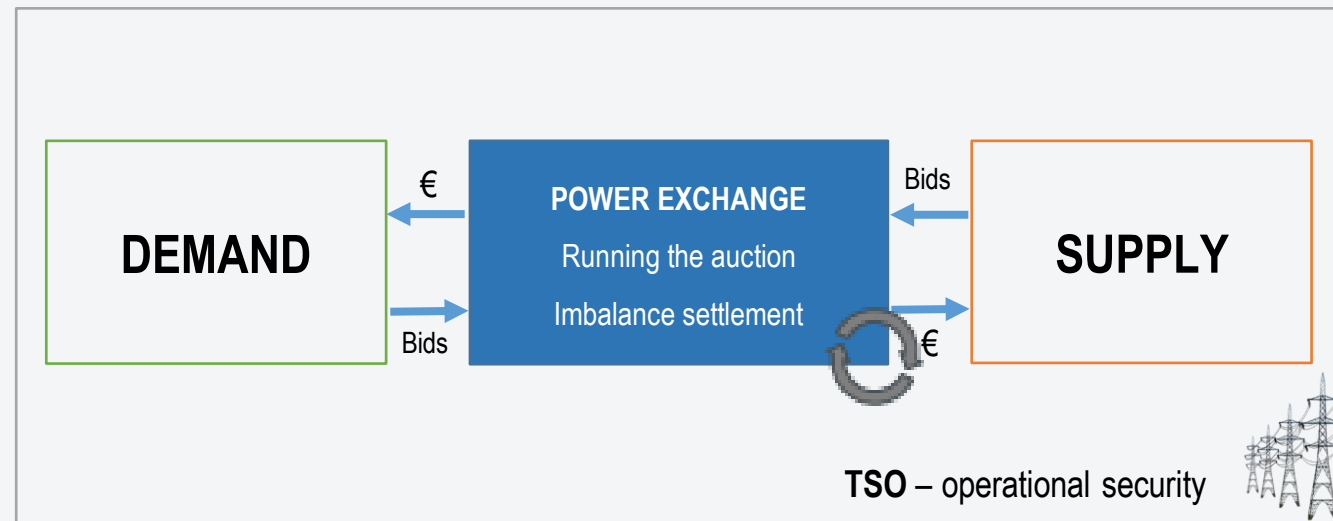 DEMAND
€
Bids
POWER EXCHANGE
Running the auction
Imbalance settlement
Bids
€
SUPPLY
TSO – operational security